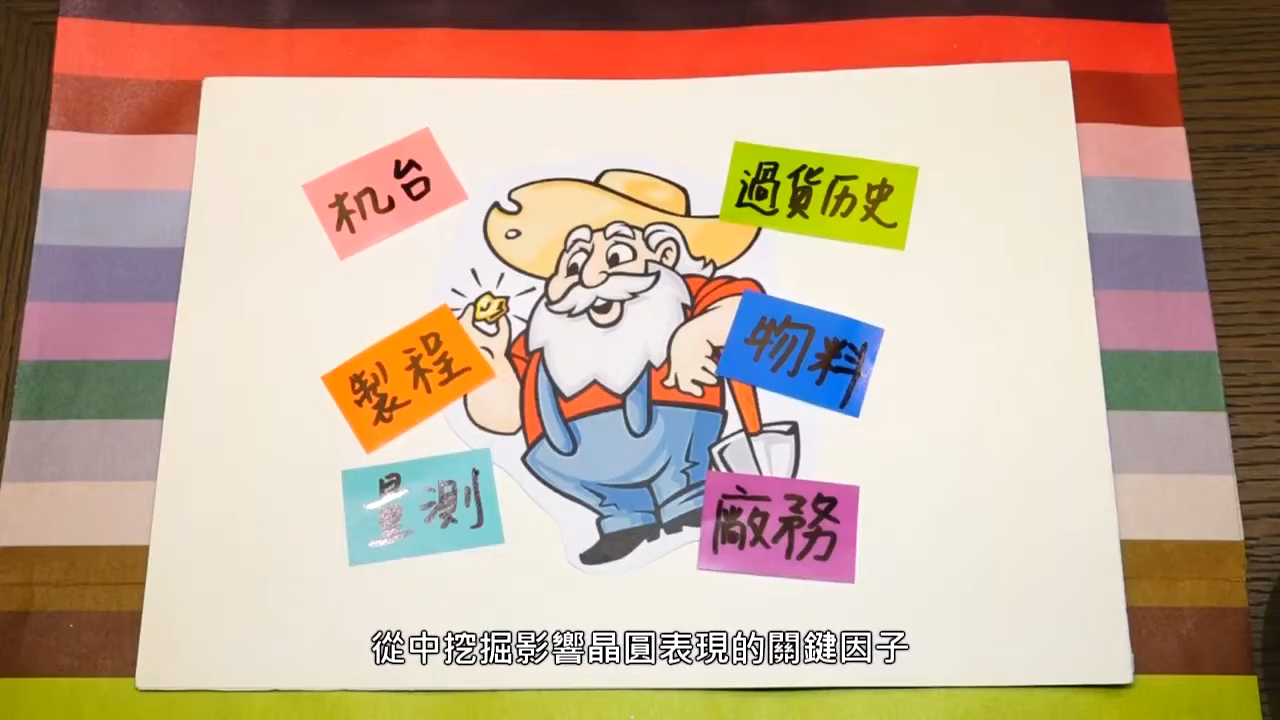 机台
過貨历史
製程
物料
量測
廠務
從中挖掘影響晶圓表現的關鍵因子